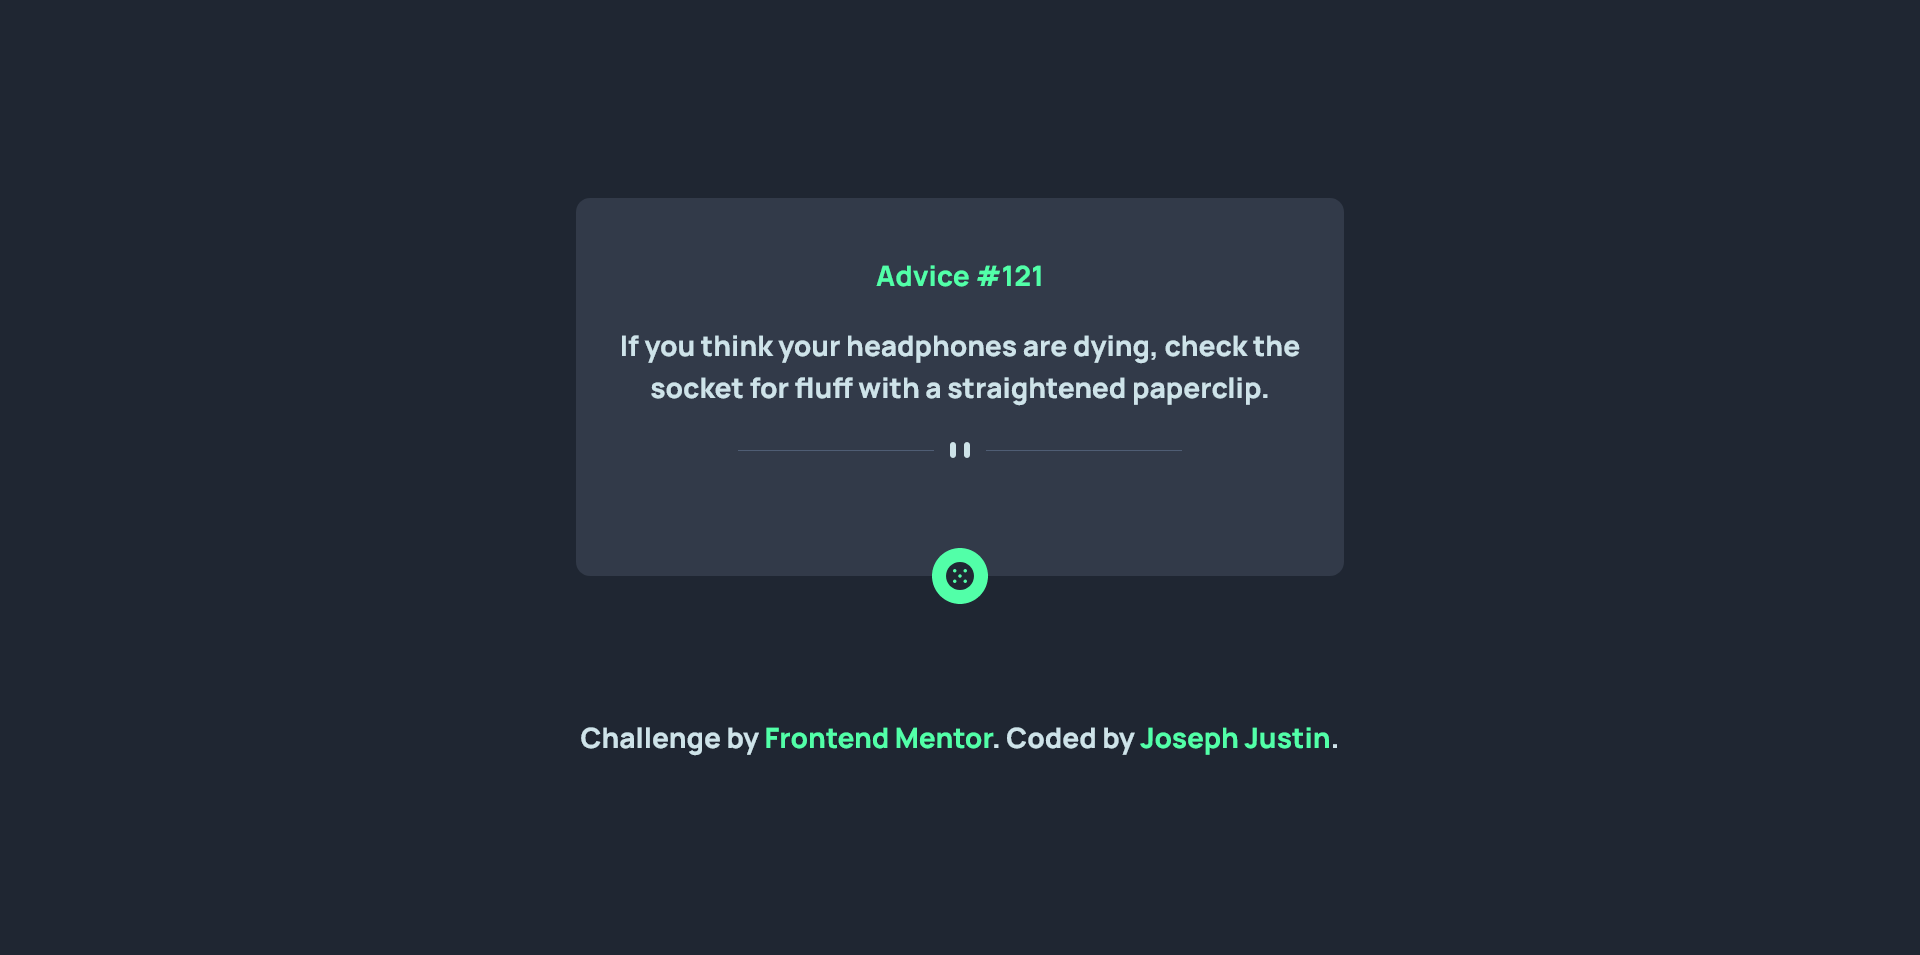 Advice #121
If you think your headphones are dying, check the
socket for fluff with a straightened paperclip.
Challenge by Frontend Mentor. Coded by Joseph Justin.